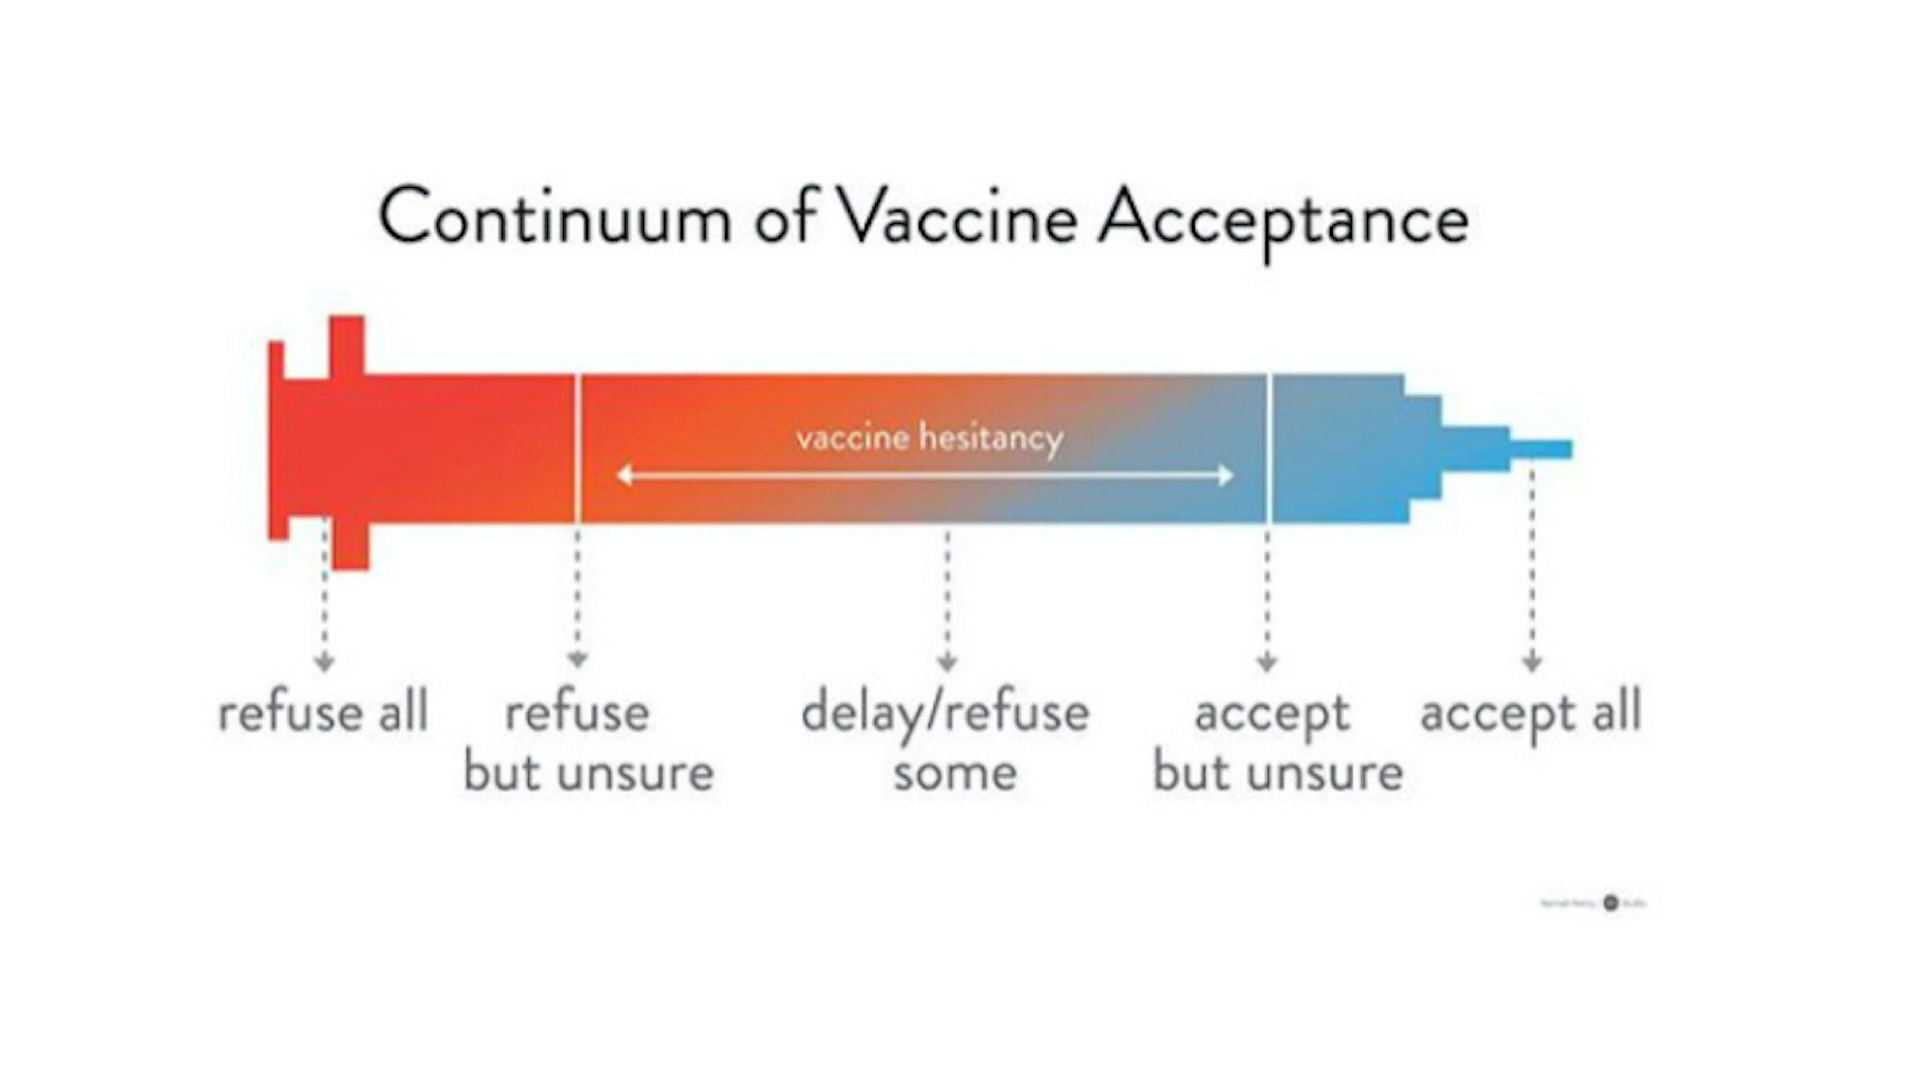 Continuum of Vaccine Acceptance
vaccine hesitancy
refuse all
refuse
but unsure
delay/refuse
some
accept
but unsure
accept all